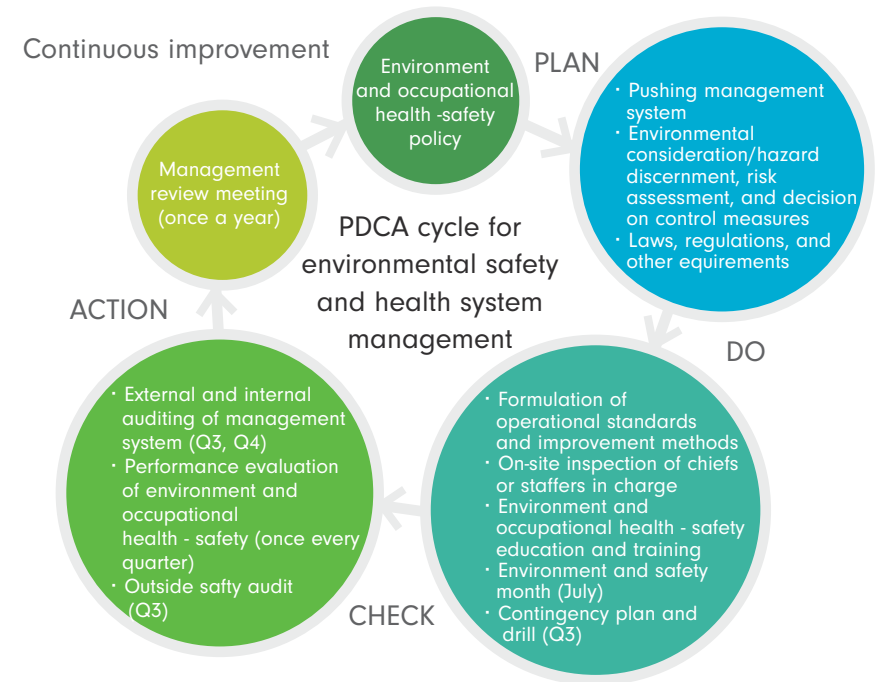 Continuous improvement
Environment
and occupational
health -safety
policy
PLAN
· Pushing management
system
· Environmental
consideration/hazard
discernment, risk
assessment, and decision
on control measures
· Laws, regulations, and
other equirements
Management
review meeting
(once a year)
PDCA cycle for
environmental safety
and health system
management
ACTION
DO
· External and internal
auditing of management
system (Q3, Q4)
· Performance evaluation
of environment and
occupational
health - safety (once every
quarter)
· Outside safty audit
(Q3)
· Formulation of
operational standards
and improvement methods
· On-site inspection of chiefs
or staffers in charge
· Environment and
occupational health - safety
education and training
· Environment and safety
month (July)
· Contingency plan and
drill (Q3)
CHECK